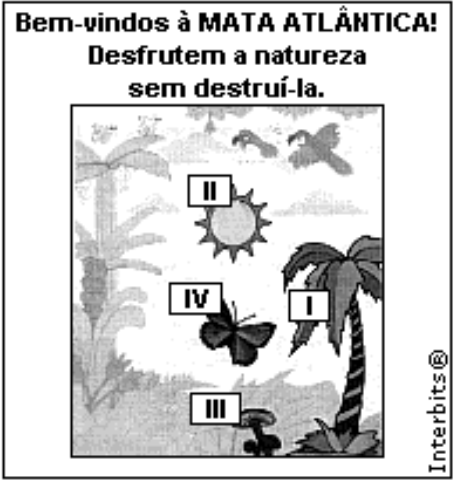 Bem-vindos à MATA ATLÂNTICA!
Desfrutem a natureza
sem destruí-la.
II
IV
I
III
Interbits®